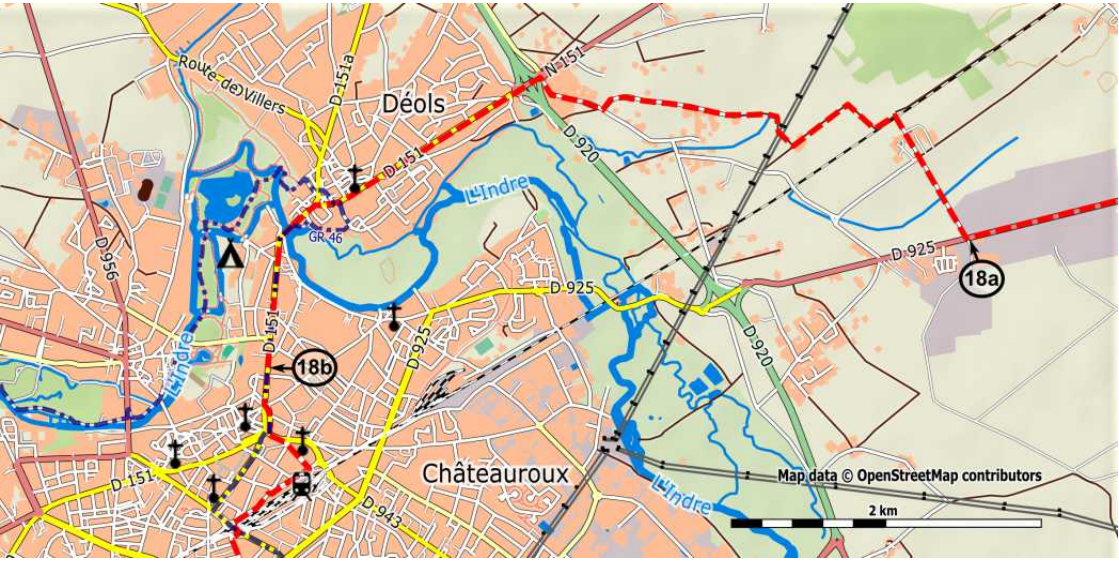 N 151
D 151a
Route de Villers
Déols
D 920
D 151
L'Indre
GR 46
D 956
D 925
18a
D 925
D 151
D 925
D 920
L'Indre
18b
Châteauroux
Map data © OpenStreetMap contributors
D 151
L'Indre
D 943
2 km